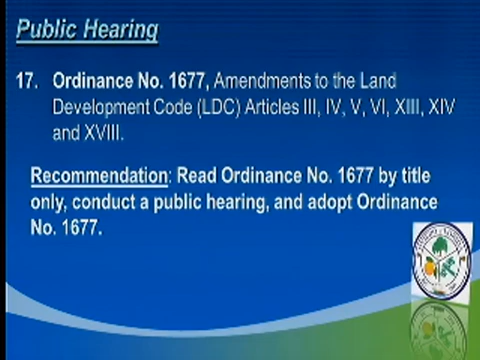 Public Hearing
17. Ordinance No. 1677, Amendments to the Land
Development Code (LDC) Articles III, IV, V, VI, XIII, XIV
and XVIII.
Recommendation: Read Ordinance No. 1677 by title
only, conduct a public hearing, and adopt Ordinance
No. 1677.